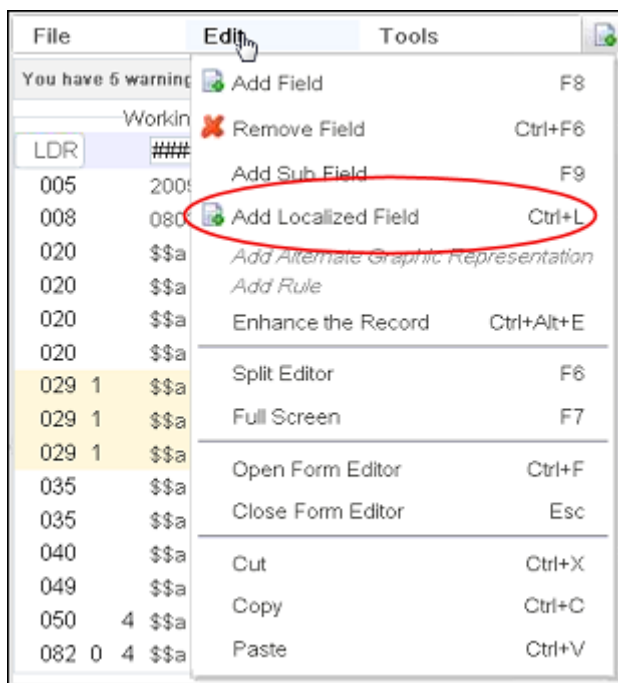 File Edit Tools
You have 5 warning
Add Field F8
Workin
Remove Field Ctrl+F6
LDR ###
Add Sub Field F9
005 2009
008 080
Add Localized Field Ctrl+L
020 $$a
Add Alternate Graphic Representation
020 $$a
Add Rule
020 $$a
Enhance the Record Ctrl+Alt+E
020 $$a
029 1 $$a
Split Editor F6
029 1 $$a
Full Screen F7
029 1 $$a
035 $$a
Open Form Editor Ctrl+F
035 $$a
Close Form Editor Esc
040 $$a
Cut Ctrl+X
049 $$a
Copy Ctrl+C
050 4 $$a
082 0 4 $$a
Paste Ctrl+V